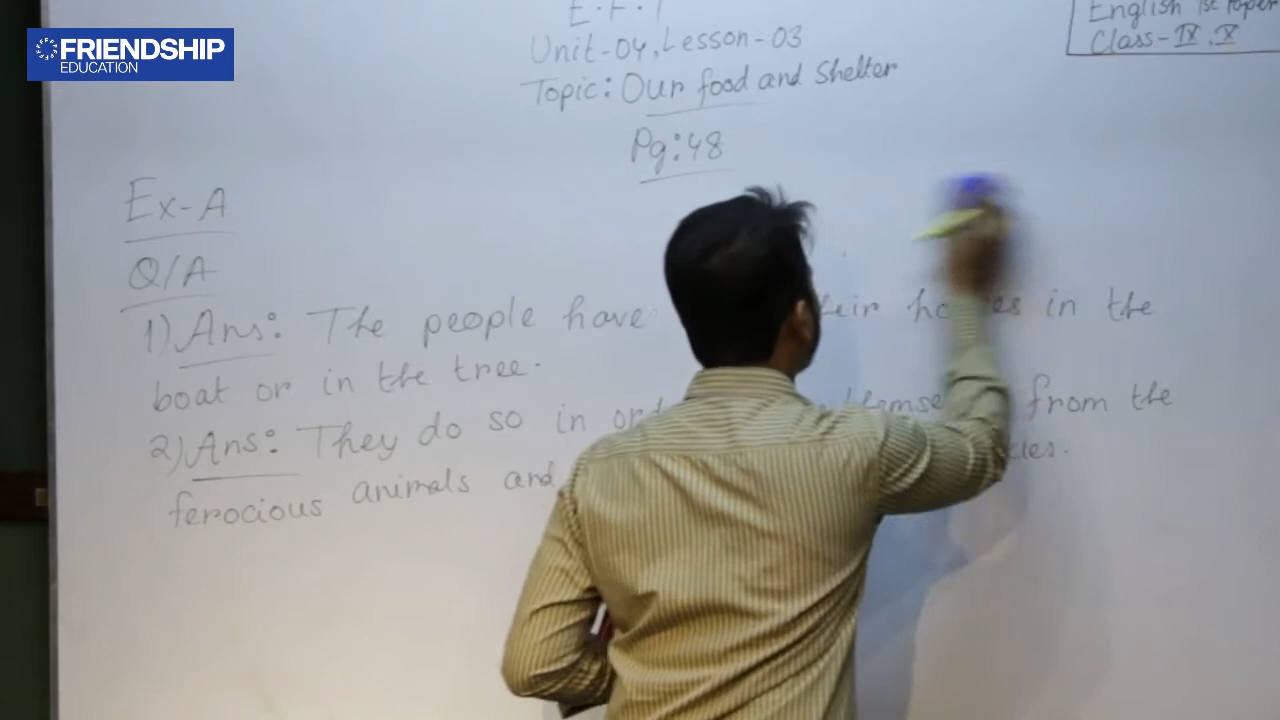 FRIENDSHIP
EDUCATION
E.F.T
English 1st Paper
Class-IX,X
Unit-04,Lesson-03
Topic: Our food and Shelter
Pg:48
Ex-A
Q/A
1) Ans: The people have in the
boat or in the tree.
2) Ans: They do so in from the
ferocious animals and